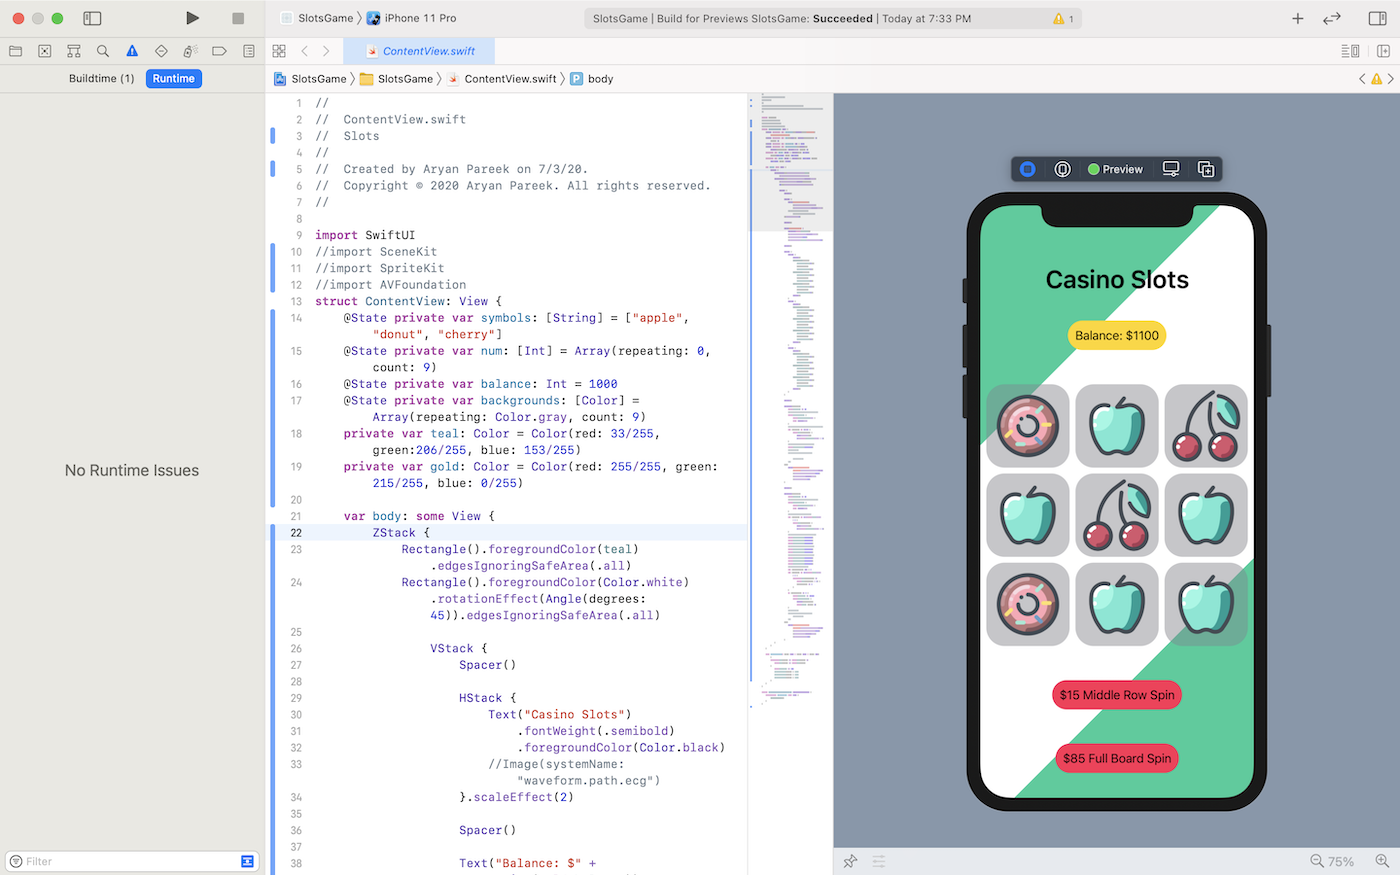 SlotsGame
iPhone 11 Pro
SlotsGame | Build for Previews SlotsGame: Succeeded | Today at 7:33 PM
1
ContentView.swift
Buildtime (1)
Runtime
SlotsGame
SlotsGame
ContentView.swift
P
body
No Runtime Issues
Filter
1 //
2 //  ContentView.swift
3 //  Slots
4 //
5 //  Created by Aryan Pareek on 7/3/20.
6 //  Copyright © 2020 Aryan Pareek. All rights reserved.
7 //
8
9 import SwiftUI
10 //import SceneKit
11 //import SpriteKit
12 //import AVFoundation
13 struct ContentView: View {
14 @State private var symbols: [String] = ["apple",
"donut", "cherry"]
15 @State private var num: [Int] = Array(repeating: 0,
count: 9)
16 @State private var balance: Int = 1000
17 @State private var backgrounds: [Color] =
Array(repeating: Color.gray, count: 9)
18 private var teal: Color = Color(red: 33/255,
green:206/255, blue: 153/255)
19 private var gold: Color = Color(red: 255/255, green:
215/255, blue: 0/255)
20
21 var body: some View {
22 ZStack {
23 Rectangle().foregroundColor(teal)
.edgesIgnoringSafeArea(.all)
24 Rectangle().foregroundColor(Color.white)
.rotationEffect(Angle(degrees:
45)).edgesIgnoringSafeArea(.all)
25
26 VStack {
27 Spacer()
28
29 HStack {
30 Text("Casino Slots")
31 .fontWeight(.semibold)
32 .foregroundColor(Color.black)
33 //Image(systemName:
"waveform.path.ecg")
34 }.scaleEffect(2)
35
36 Spacer()
37
38 Text("Balance: $" +
Preview
Casino Slots
Balance: $1100
$15 Middle Row Spin
$85 Full Board Spin
75%